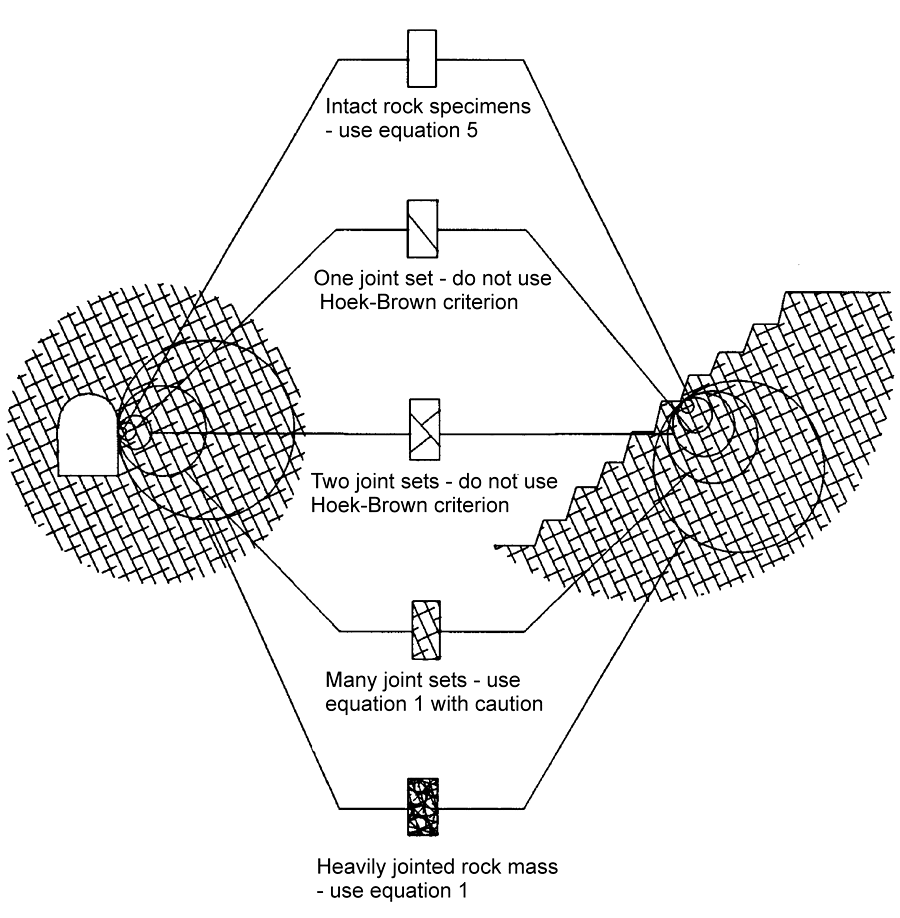 Intact rock specimens
- use equation 5
One joint set - do not use
Hoek-Brown criterion
Two joint sets - do not use
Hoek-Brown criterion
Many joint sets - use
equation 1 with caution
Heavily jointed rock mass
- use equation 1